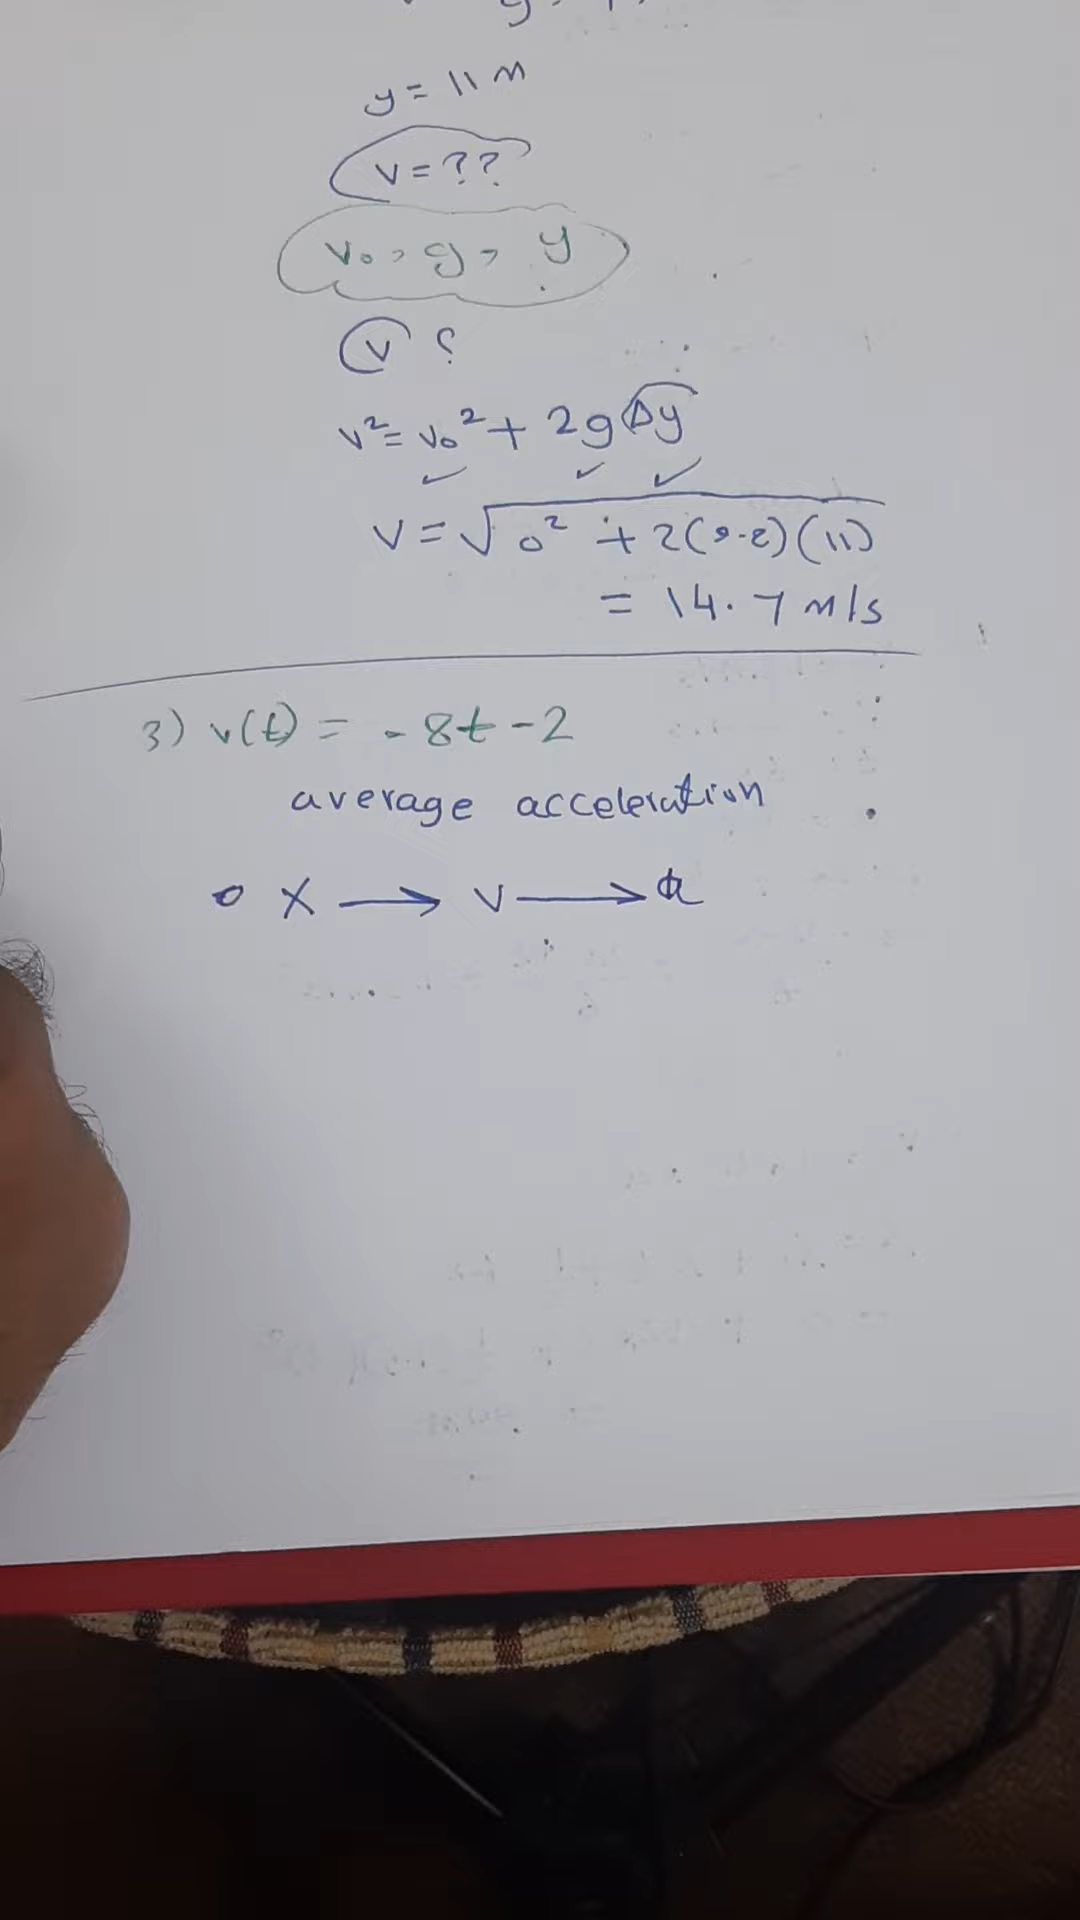 y = 11 m
v = ??
v₀, g, y
v ?
v² = v₀² + 2gΔy
v = √0² + 2(9.8)(11)
= 14.7 m/s
3) v(t) = -8t - 2
average acceleration
x → v → a